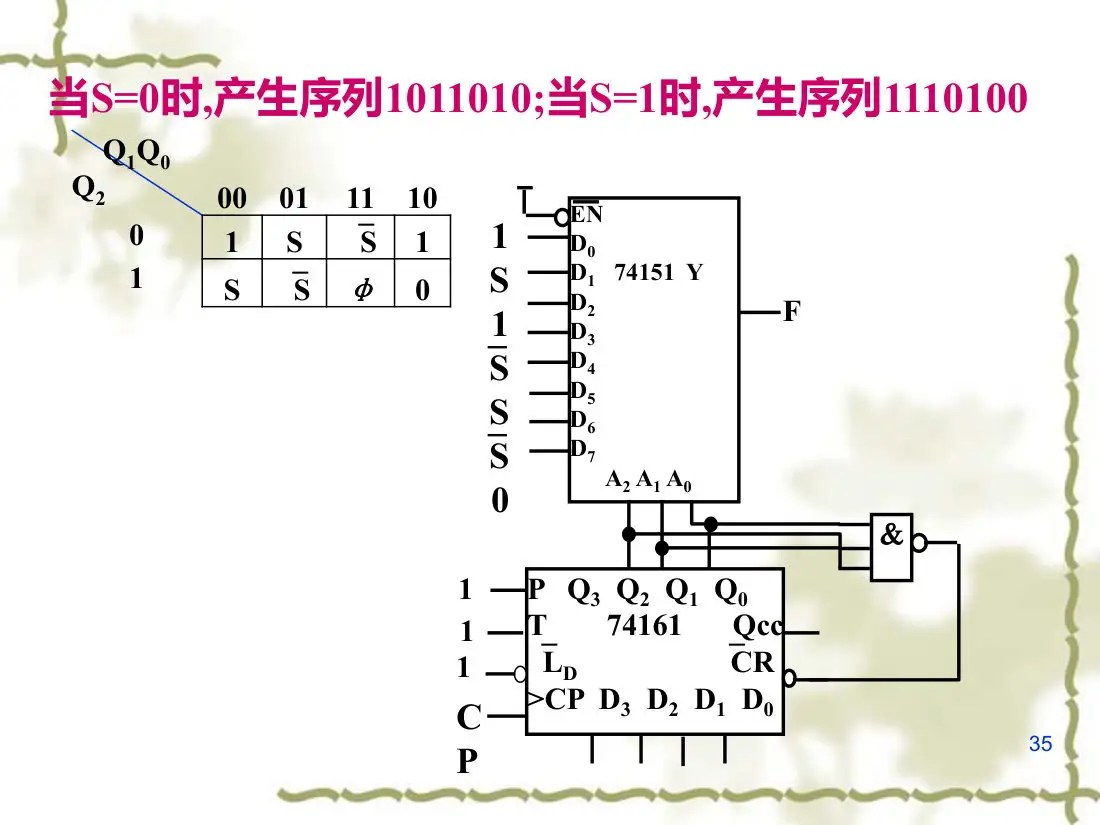 当S=0时,产生序列1011010;当S=1时,产生序列1110100
Q₁Q₀
Q₂
00 01 11 10
0 1 S S̅ 1
1 S S̅ Φ 0
1
S
1
S̅
S
S̅
0
E̅N̅
D₀
D₁ 74151 Y
D₂
D₃
D₄
D₅
D₆
D₇
F
A₂ A₁ A₀
&
1 P Q₃ Q₂ Q₁ Q₀
1 T 74161 Qcc
1 L̅D C̅R
C >CP D₃ D₂ D₁ D₀
P
35